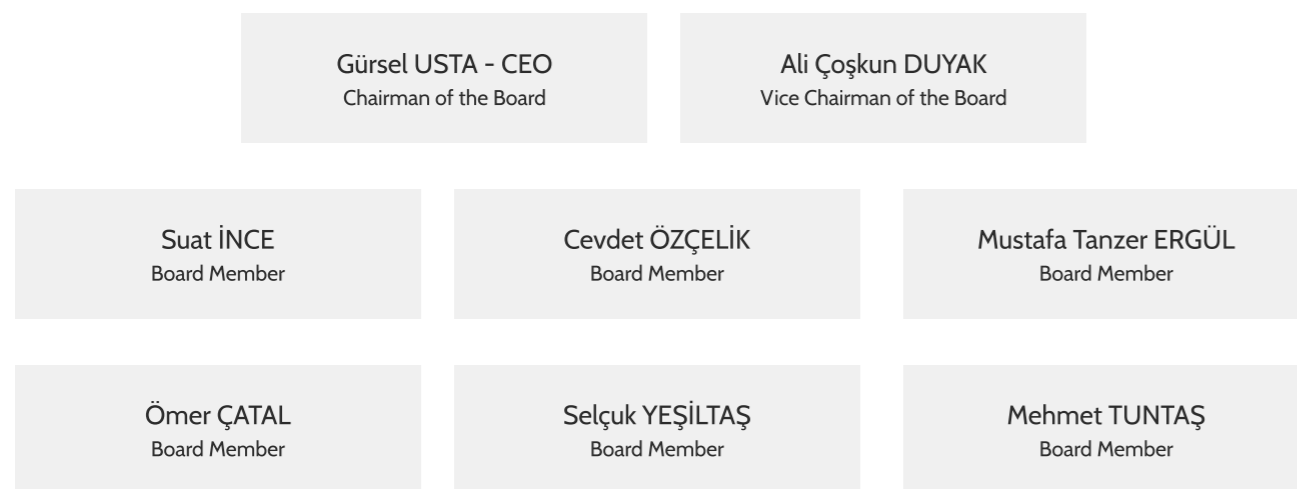 Gürsel USTA - CEO
Chairman of the Board
Ali Çoşkun DUYAK
Vice Chairman of the Board
Suat İNCE
Board Member
Cevdet ÖZÇELİK
Board Member
Mustafa Tanzer ERGÜL
Board Member
Ömer ÇATAL
Board Member
Selçuk YEŞİLTAŞ
Board Member
Mehmet TUNTAŞ
Board Member